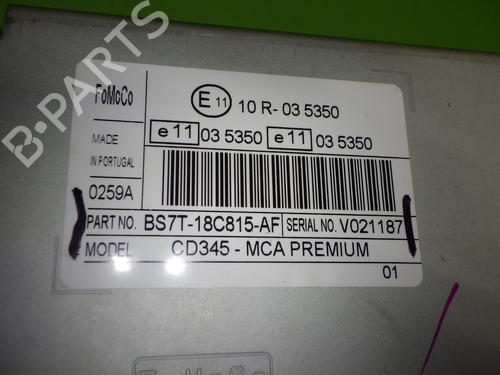 FoMoCo
E 11 10 R - 03 5350
MADE
IN PORTUGAL
e 11 03 5350 e 11 03 5350
0259A
PART NO. BS7T-18C815-AF SERIAL NO. V021187
MODEL CD345 - MCA PREMIUM
01
B-PARTS